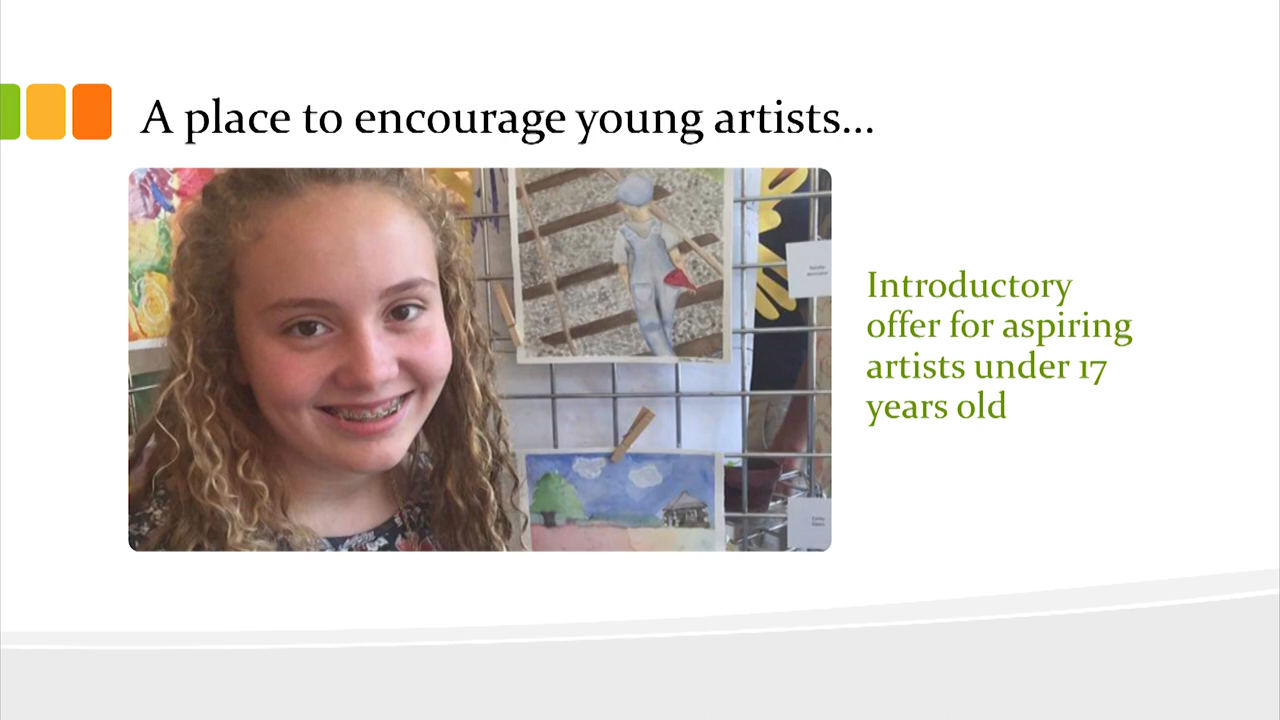 A place to encourage young artists...
Introductory
offer for aspiring
artists under 17
years old